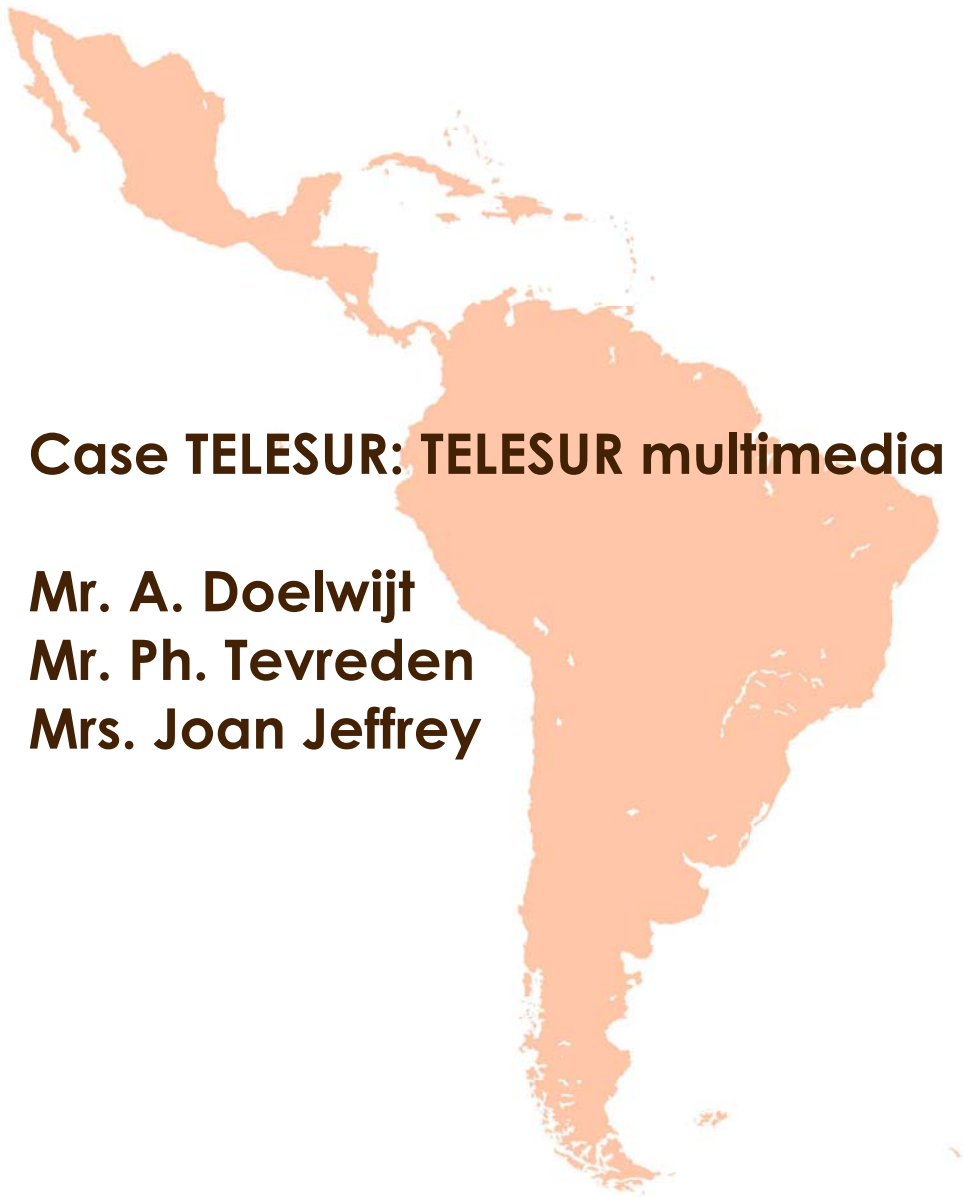 Case TELESUR: TELESUR multimedia
Mr. A. Doelwijt
Mr. Ph. Tevreden
Mrs. Joan Jeffrey